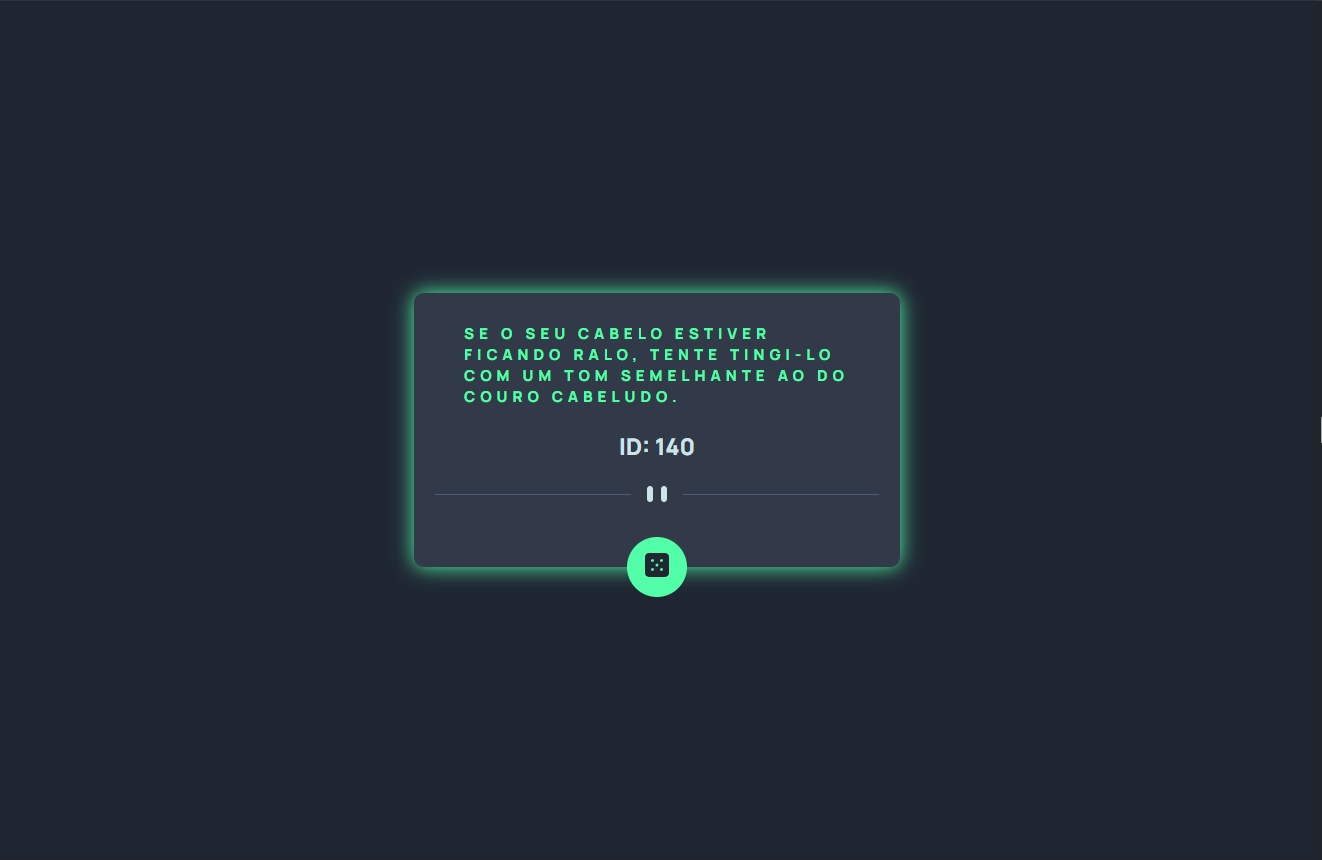 SE O SEU CABELO ESTIVER
FICANDO RALO, TENTE TINGI-LO
COM UM TOM SEMELHANTE AO DO
COURO CABELUDO.
ID: 140